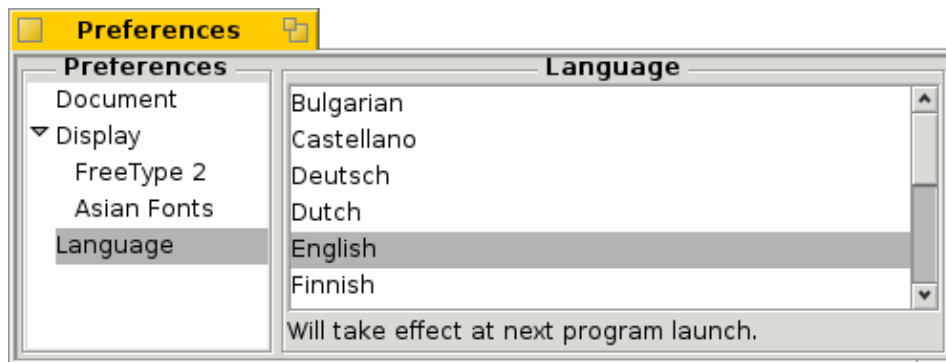 Preferences
Preferences
Document
Display
FreeType 2
Asian Fonts
Language
Language
Bulgarian
Castellano
Deutsch
Dutch
English
Finnish
Will take effect at next program launch.